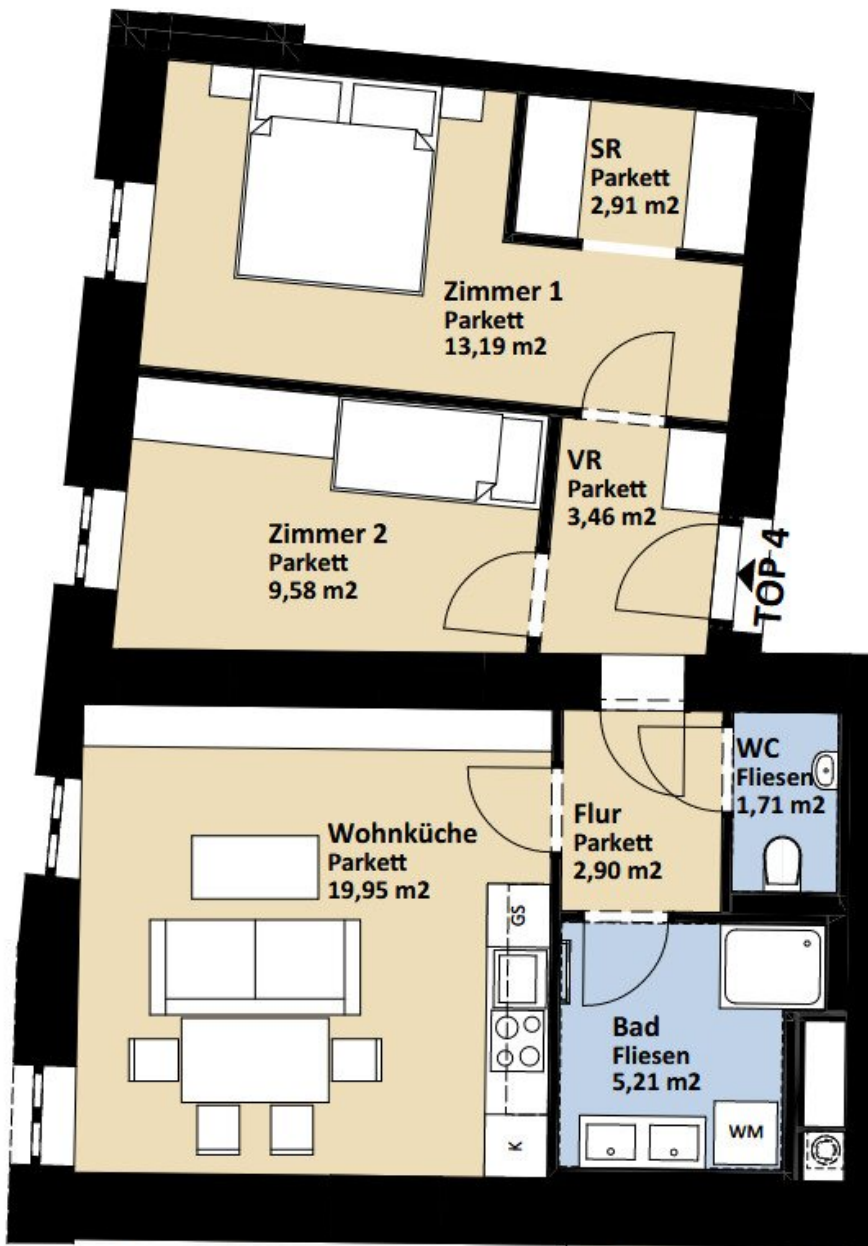 SR
Parkett
2,91 m2
Zimmer 1
Parkett
13,19 m2
VR
Parkett
3,46 m2
Zimmer 2
Parkett
9,58 m2
TOP 4
WC
Fliesen
1,71 m2
Flur
Parkett
2,90 m2
Wohnküche
Parkett
19,95 m2
GS
Bad
Fliesen
5,21 m2
WM
K